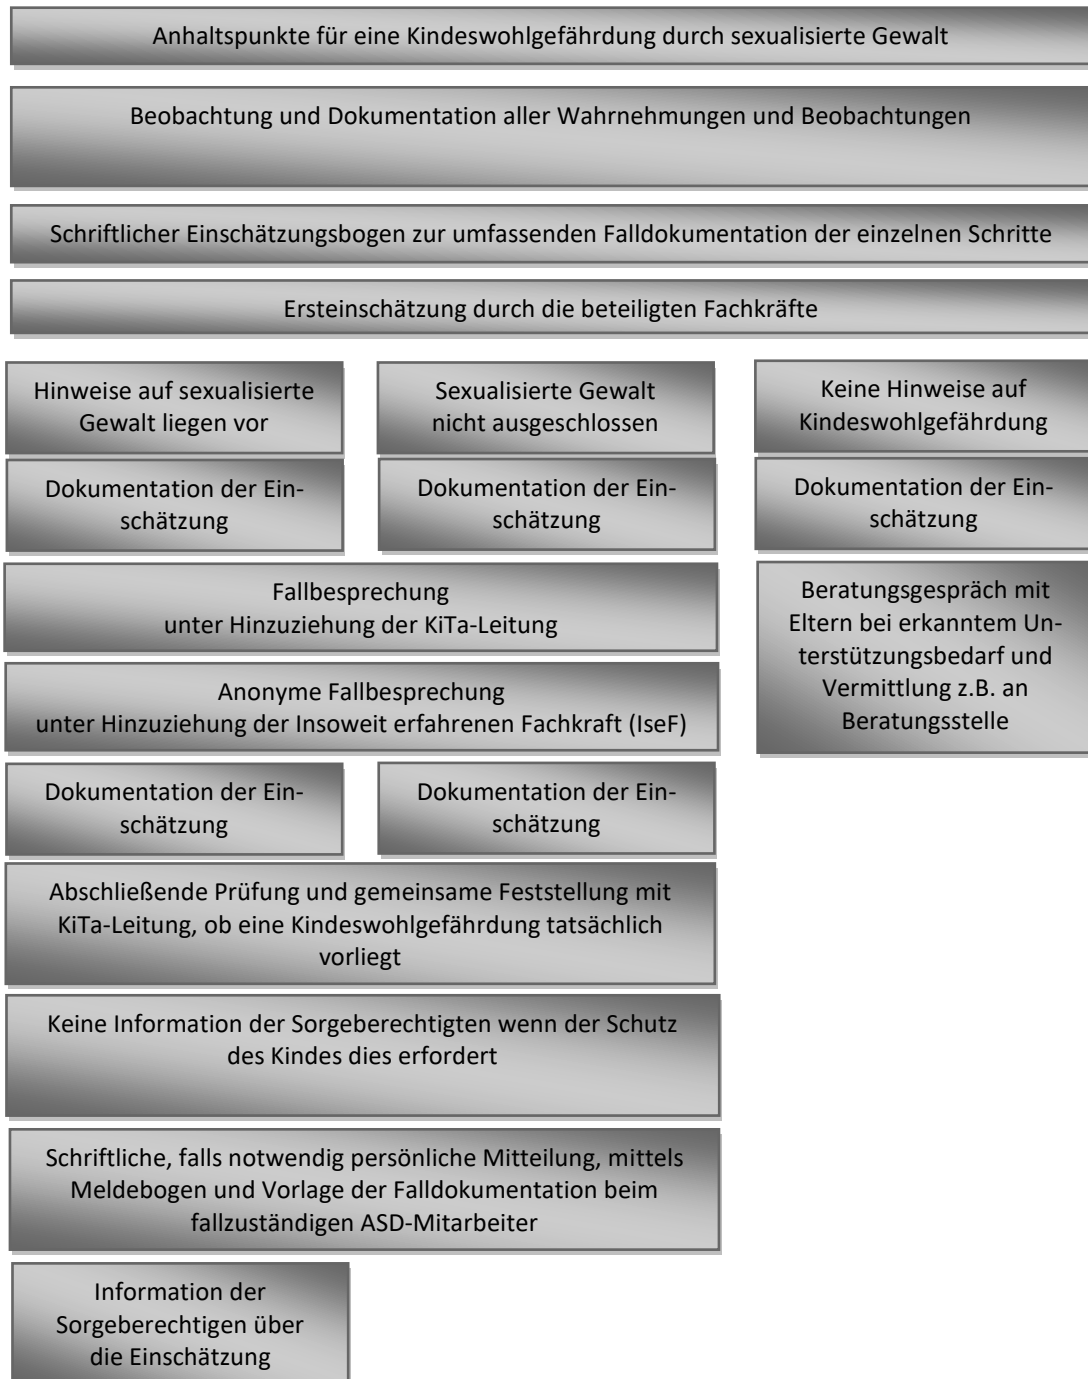 Anhaltspunkte für eine Kindeswohlgefährdung durch sexualisierte Gewalt
Beobachtung und Dokumentation aller Wahrnehmungen und Beobachtungen
Schriftlicher Einschätzungsbogen zur umfassenden Falldokumentation der einzelnen Schritte
Ersteinschätzung durch die beteiligten Fachkräfte
Hinweise auf sexualisierte
Gewalt liegen vor
Sexualisierte Gewalt
nicht ausgeschlossen
Keine Hinweise auf
Kindeswohlgefährdung
Dokumentation der Ein-
schätzung
Dokumentation der Ein-
schätzung
Dokumentation der Ein-
schätzung
Fallbesprechung
unter Hinzuziehung der KiTa-Leitung
Beratungsgespräch mit
Eltern bei erkanntem Un-
terstützungsbedarf und
Vermittlung z.B. an
Beratungsstelle
Anonyme Fallbesprechung
unter Hinzuziehung der Insoweit erfahrenen Fachkraft (IseF)
Dokumentation der Ein-
schätzung
Dokumentation der Ein-
schätzung
Abschließende Prüfung und gemeinsame Feststellung mit
KiTa-Leitung, ob eine Kindeswohlgefährdung tatsächlich
vorliegt
Keine Information der Sorgeberechtigten wenn der Schutz
des Kindes dies erfordert
Schriftliche, falls notwendig persönliche Mitteilung, mittels
Meldebogen und Vorlage der Falldokumentation beim
fallzuständigen ASD-Mitarbeiter
Information der
Sorgeberechtigen über
die Einschätzung